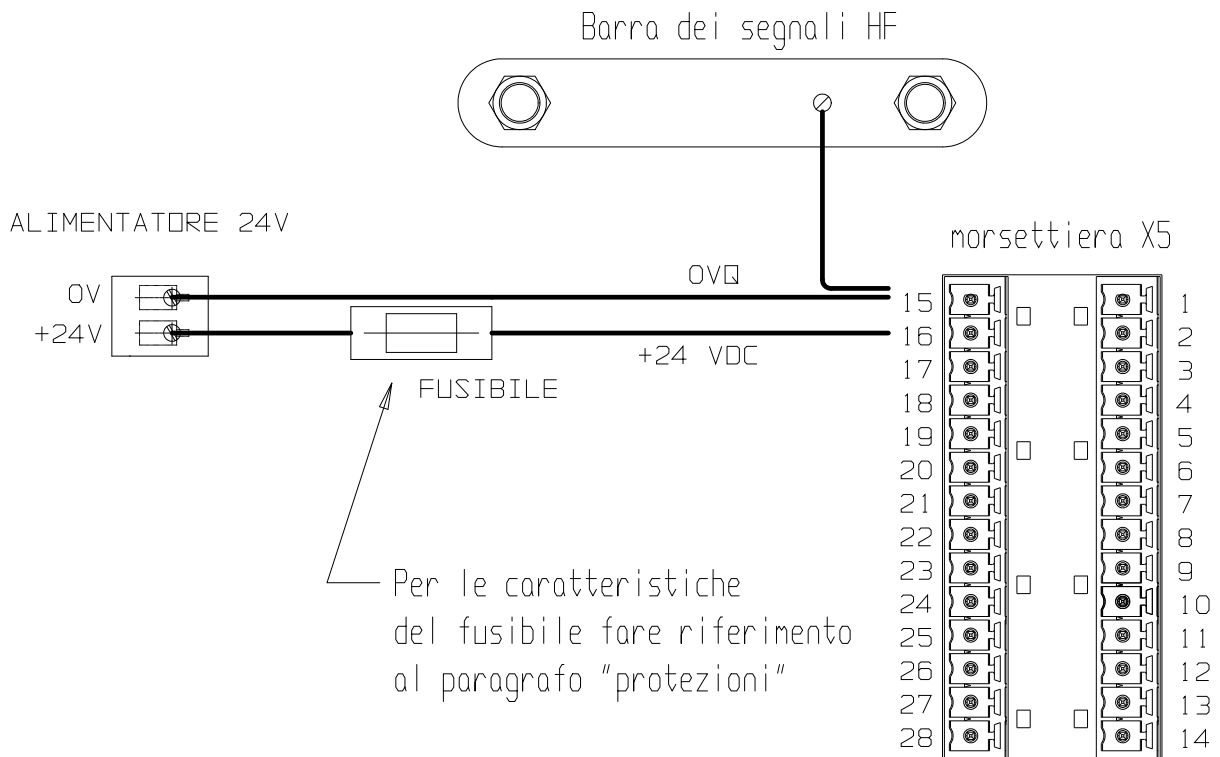 Barra dei segnali HF
ALIMENTATORE 24V
morsettiera X5
0V
0VQ
+24V
+24 VDC
FUSIBILE
Per le caratteristiche
del fusibile fare riferimento
al paragrafo "protezioni"
15 1
16 2
17 3
18 4
19 5
20 6
21 7
22 8
23 9
24 10
25 11
26 12
27 13
28 14